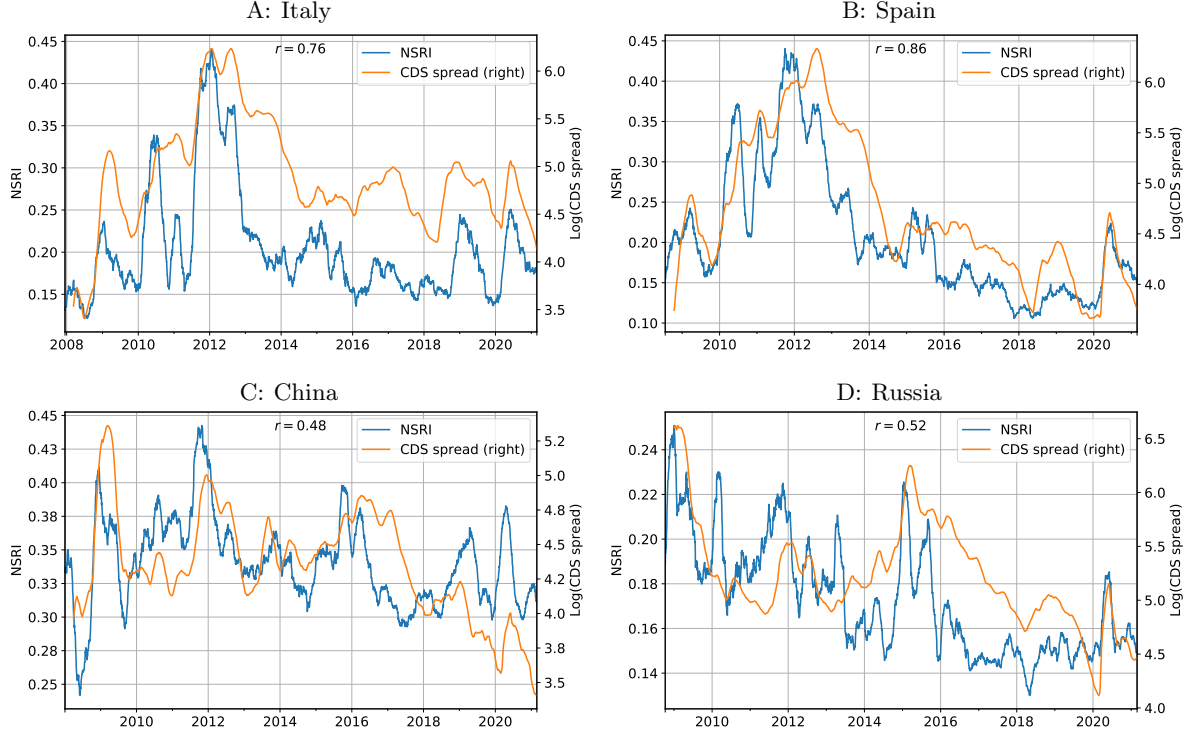 A: Italy
r = 0.76
NSRI
CDS spread (right)
0.45
0.40
0.35
0.30
0.25
0.20
0.15
NSRI
6.0
5.5
5.0
4.5
4.0
3.5
Log(CDS spread)
2008 2010 2012 2014 2016 2018 2020
B: Spain
r = 0.86
NSRI
CDS spread (right)
0.45
0.40
0.35
0.30
0.25
0.20
0.15
0.10
NSRI
6.0
5.5
5.0
4.5
4.0
Log(CDS spread)
2010 2012 2014 2016 2018 2020
C: China
r = 0.48
NSRI
CDS spread (right)
0.45
0.43
0.40
0.38
0.35
0.33
0.30
0.28
0.25
NSRI
5.2
5.0
4.8
4.5
4.2
4.0
3.8
3.5
Log(CDS spread)
2010 2012 2014 2016 2018 2020
D: Russia
r = 0.52
NSRI
CDS spread (right)
0.24
0.22
0.20
0.18
0.16
0.14
NSRI
6.5
6.0
5.5
5.0
4.5
4.0
Log(CDS spread)
2010 2012 2014 2016 2018 2020